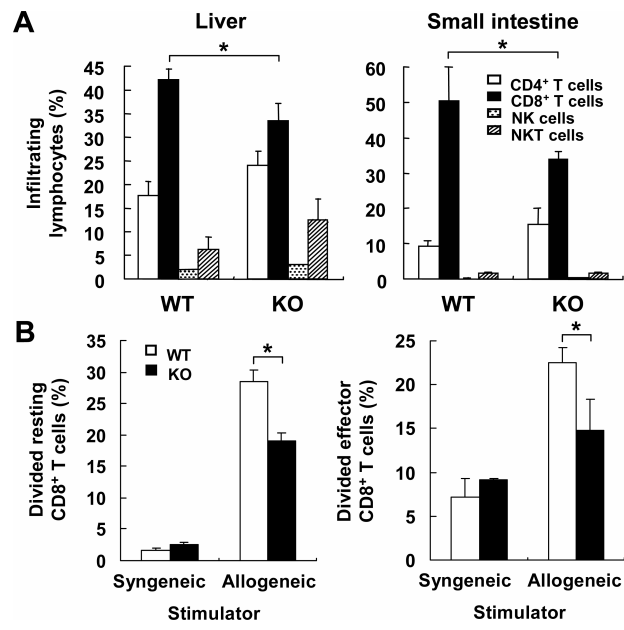 A
Liver
Small intestine
Infiltrating
lymphocytes (%)
45
40
35
30
25
20
15
10
5
0
*
WT
KO
60
50
40
30
20
10
0
*
CD4⁺ T cells
CD8⁺ T cells
NK cells
NKT cells
WT
KO
B
Divided resting
CD8⁺ T cells (%)
35
30
25
20
15
10
5
0
WT
KO
*
Syngeneic
Allogeneic
Stimulator
Divided effector
CD8⁺ T cells (%)
25
20
15
10
5
0
*
Syngeneic
Allogeneic
Stimulator